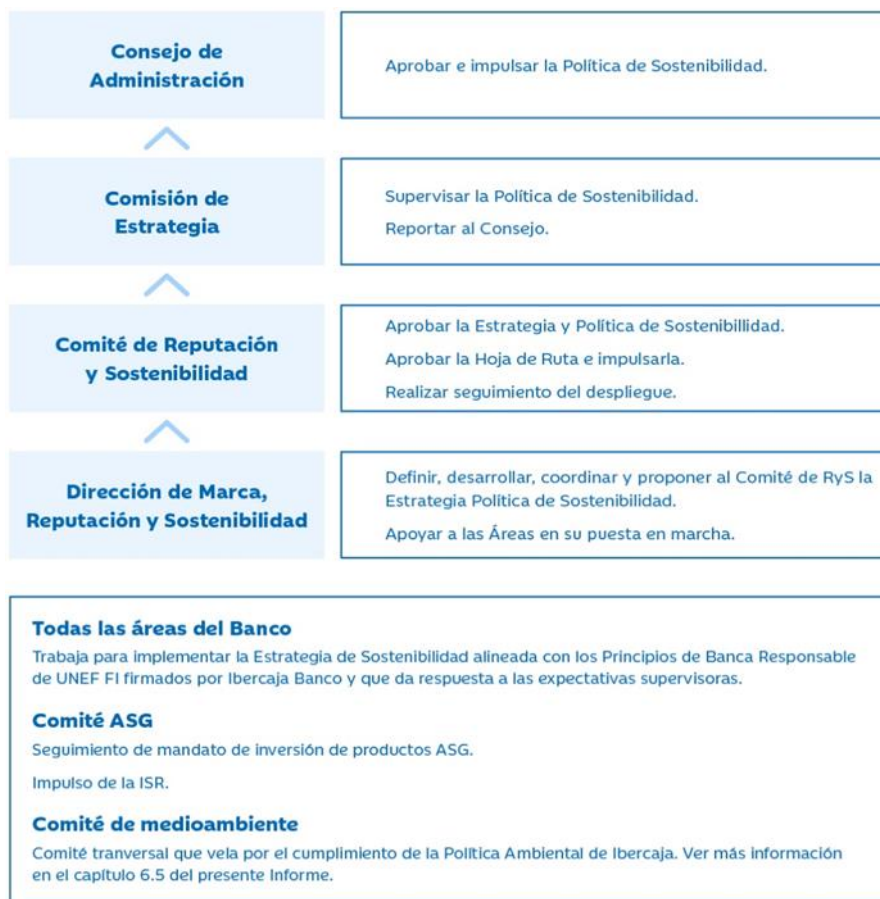 Consejo de
Administración
Aprobar e impulsar la Política de Sostenibilidad.
Comisión de
Estrategia
Supervisar la Política de Sostenibilidad.
Reportar al Consejo.
Comité de Reputación
y Sostenibilidad
Aprobar la Estrategia y Política de Sostenibillidad.
Aprobar la Hoja de Ruta e impulsarla.
Realizar seguimiento del despliegue.
Dirección de Marca,
Reputación y Sostenibilidad
Definir, desarrollar, coordinar y proponer al Comité de RyS la
Estrategia Política de Sostenibilidad.
Apoyar a las Áreas en su puesta en marcha.
Todas las áreas del Banco
Trabaja para implementar la Estrategia de Sostenibilidad alineada con los Principios de Banca Responsable
de UNEF FI firmados por Ibercaja Banco y que da respuesta a las expectativas supervisoras.
Comité ASG
Seguimiento de mandato de inversión de productos ASG.
Impulso de la ISR.
Comité de medioambiente
Comité tranversal que vela por el cumplimiento de la Política Ambiental de Ibercaja. Ver más información
en el capítulo 6.5 del presente Informe.